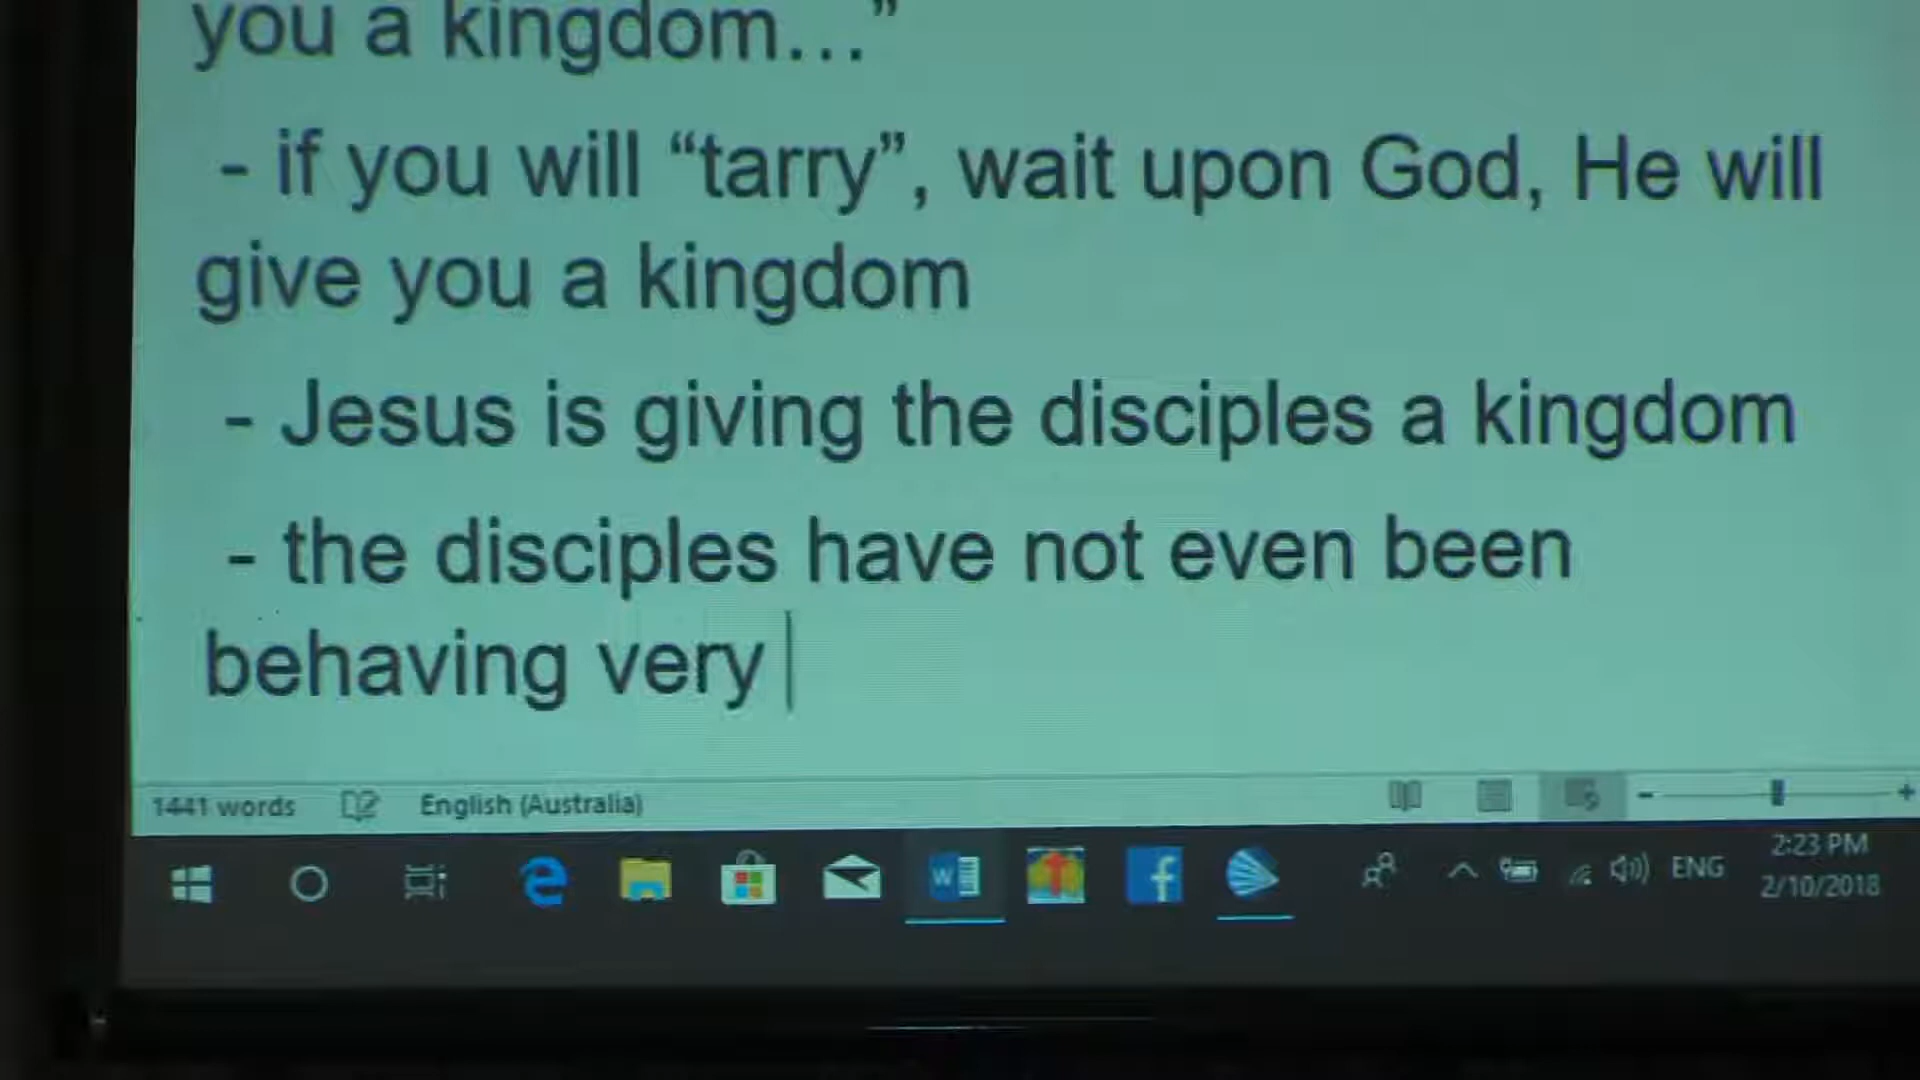 you a kingdom…”
- if you will “tarry”, wait upon God, He will
give you a kingdom
- Jesus is giving the disciples a kingdom
- the disciples have not even been
behaving very
1441 words English (Australia)
2:23 PM
ENG
2/10/2018